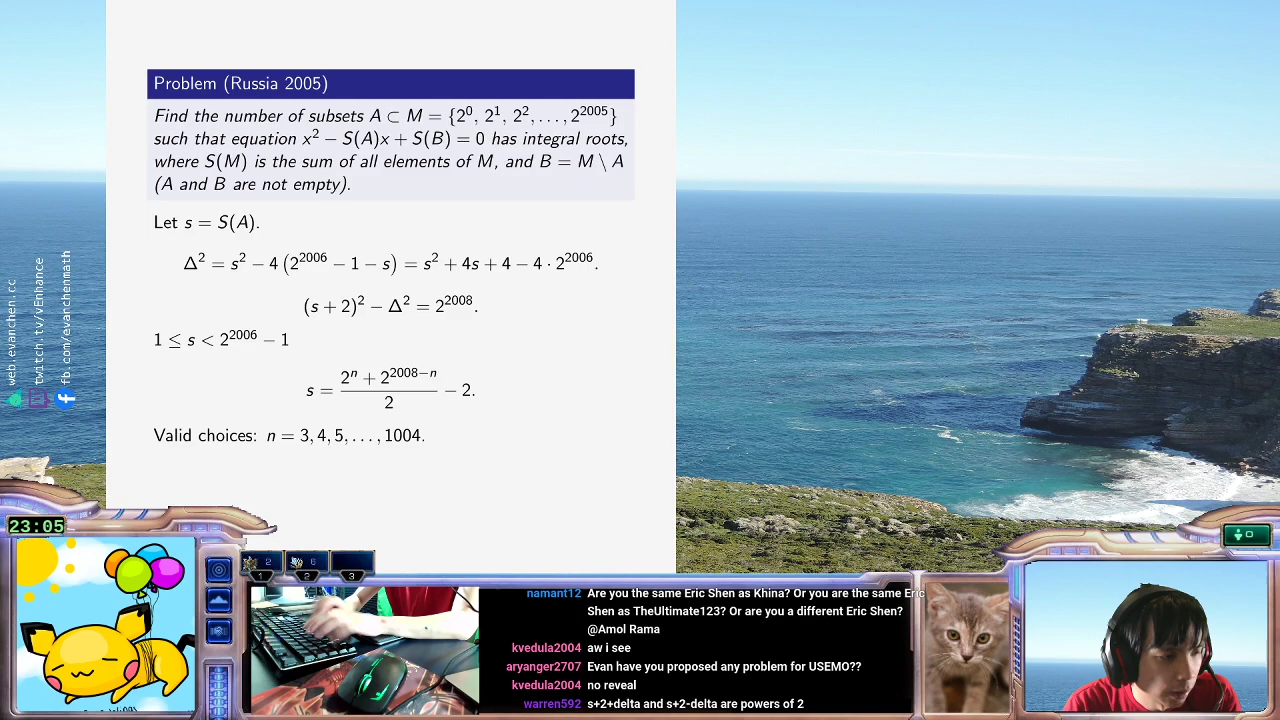 Problem (Russia 2005)
Find the number of subsets A ⊂ M = {2^0, 2^1, 2^2, . . . , 2^2005}
such that equation x^2 − S(A)x + S(B) = 0 has integral roots,
where S(M) is the sum of all elements of M, and B = M \ A
(A and B are not empty).
Let s = S(A).
Δ^2 = s^2 − 4 (2^2006 − 1 − s) = s^2 + 4s + 4 − 4 · 2^2006.
(s + 2)^2 − Δ^2 = 2^2008.
1 ≤ s < 2^2006 − 1
s = (2^n + 2^(2008−n))/2 − 2.
Valid choices: n = 3, 4, 5, . . . , 1004.
web.evanchen.cc
twitch.tv/vEnhance
fb.com/evanchenmath
23:05
2
6
1
2
3
namant12 Are you the same Eric Shen as Khina? Or you are the same Eric
Shen as TheUltimate123? Or are you a different Eric Shen?
@Amol Rama
kvedula2004 aw i see
aryanger2707 Evan have you proposed any problem for USEMO??
kvedula2004 no reveal
warren592 s+2+delta and s+2-delta are powers of 2